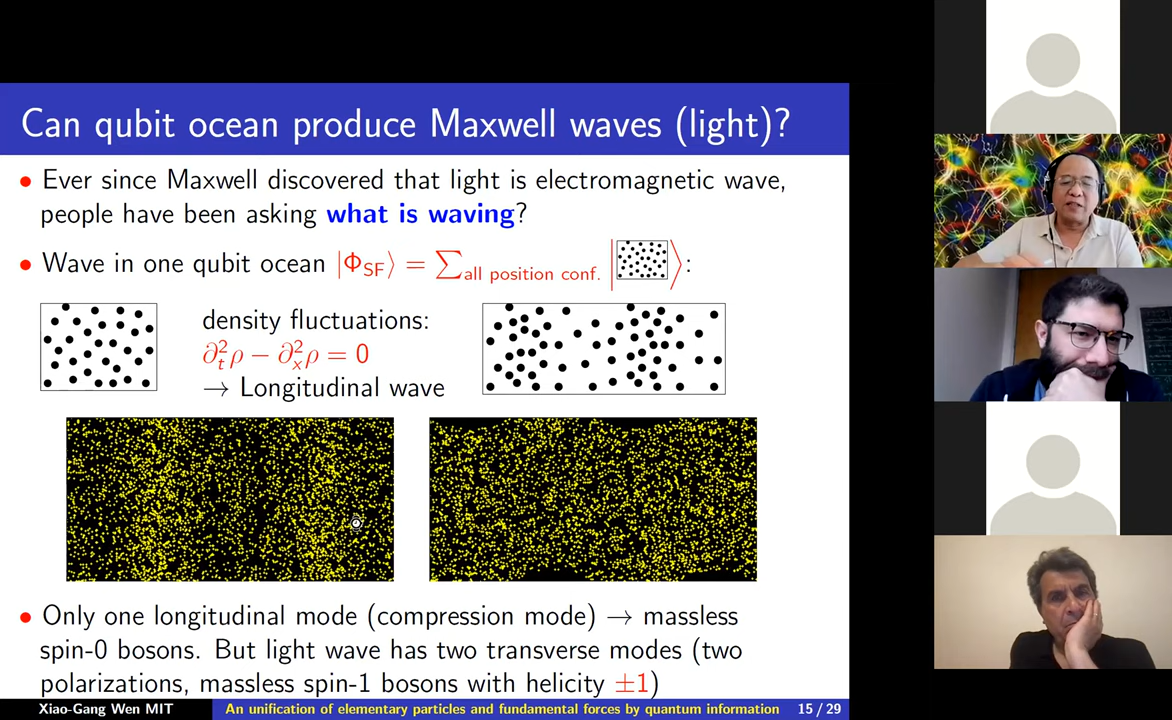 Can qubit ocean produce Maxwell waves (light)?
• Ever since Maxwell discovered that light is electromagnetic wave,
people have been asking what is waving?
• Wave in one qubit ocean |Φ_SF⟩ = ∑_all position conf. | ⟩:
density fluctuations:
∂²_t ρ − ∂²_x ρ = 0
→ Longitudinal wave
• Only one longitudinal mode (compression mode) → massless
spin-0 bosons. But light wave has two transverse modes (two
polarizations, massless spin-1 bosons with helicity ±1)
Xiao-Gang Wen MIT An unification of elementary particles and fundamental forces by quantum information 15 / 29